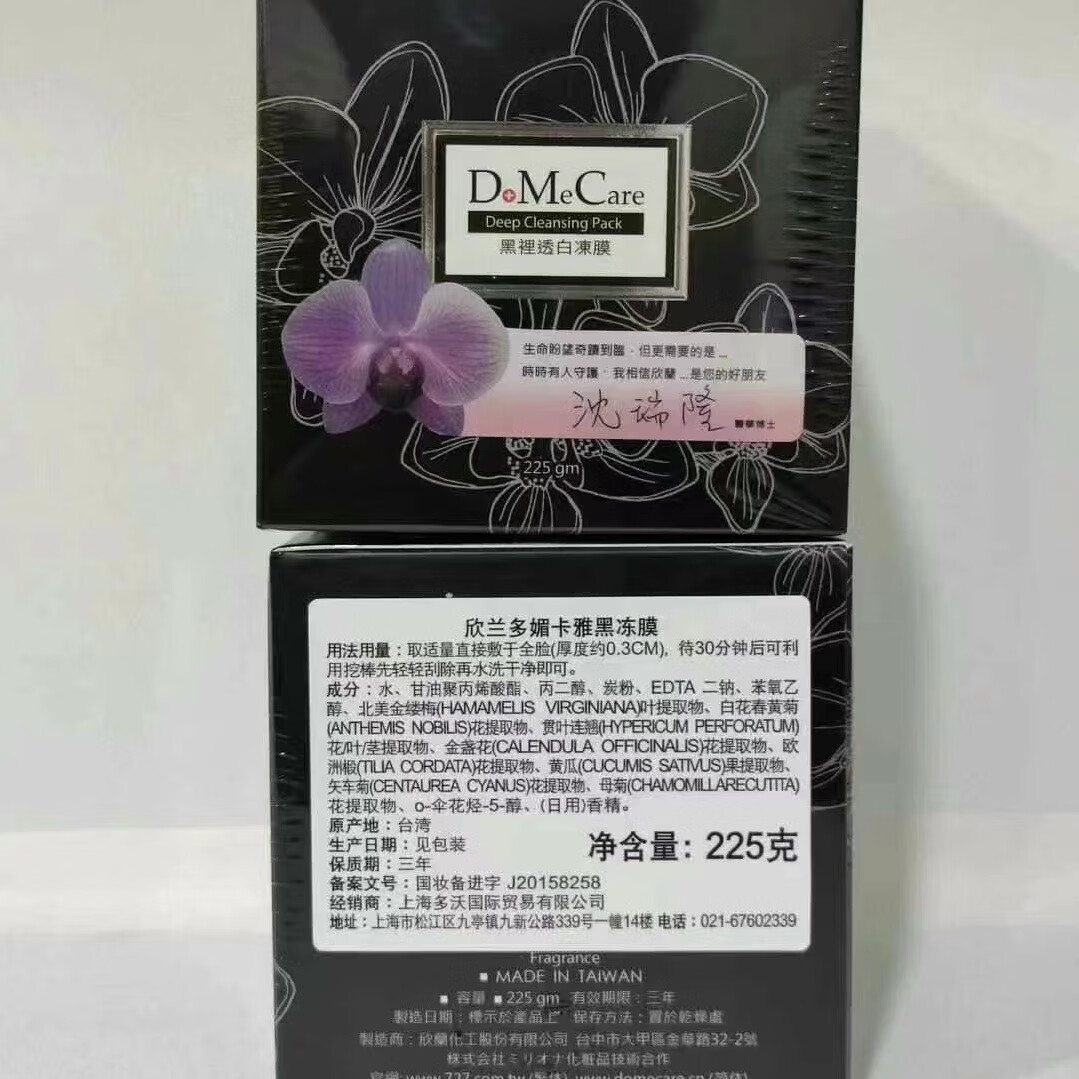 D+MeCare
Deep Cleansing Pack
黑裡透白凍膜
生命盼望奇蹟到臨，但更需要的是...
時時有人守護，我相信欣蘭...是您的好朋友
沈瑞隆 醫學博士
225 gm
欣兰多媚卡雅黑冻膜
用法用量：取适量直接敷于全脸(厚度约0.3CM)，待30分钟后可利
用挖棒先轻轻刮除再水洗干净即可。
成分：水、甘油聚丙烯酸酯、丙二醇、炭粉、EDTA 二钠、苯氧乙
醇、北美金缕梅(HAMAMELIS VIRGINIANA)叶提取物、白花春黄菊
(ANTHEMIS NOBILIS)花提取物、贯叶连翘(HYPERICUM PERFORATUM)
花/叶/茎提取物、金盏花(CALENDULA OFFICINALIS)花提取物、欧
洲椴(TILIA CORDATA)花提取物、黄瓜(CUCUMIS SATIVUS)果提取物、
矢车菊(CENTAUREA CYANUS)花提取物、母菊(CHAMOMILLARECUTITA)
花提取物、o-伞花烃-5-醇、(日用)香精。
原产地：台湾
生产日期：见包装
保质期：三年
净含量：225克
备案文号：国妆备进字 J20158258
经销商：上海多沃国际贸易有限公司
地址：上海市松江区九亭镇九新公路339号一幢14楼 电话：021-67602339
Fragrance
■ MADE IN TAIWAN
■ 容量 ■ 225 gm 有效期限：三年
製造日期：標示於產品上 保存方法：置於乾燥處
製造商：欣蘭化工股份有限公司 台中市大甲區金華路32-2號
株式会社ミリオナ化粧品技術合作
官網：www.727.com.tw (繁体) www.domecare.cn (简体)